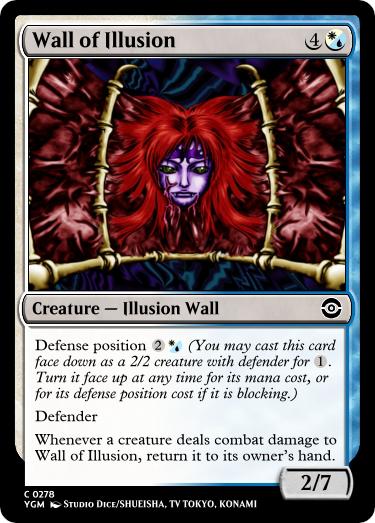 Wall of Illusion 4
Creature — Illusion Wall
Defense position 2 (You may cast this card
face down as a 2/2 creature with defender for 1.
Turn it face up at any time for its mana cost, or
for its defense position cost if it is blocking.)
Defender
Whenever a creature deals combat damage to
Wall of Illusion, return it to its owner's hand.
2/7
C 0278
YGM STUDIO DICE/SHUEISHA, TV TOKYO, KONAMI